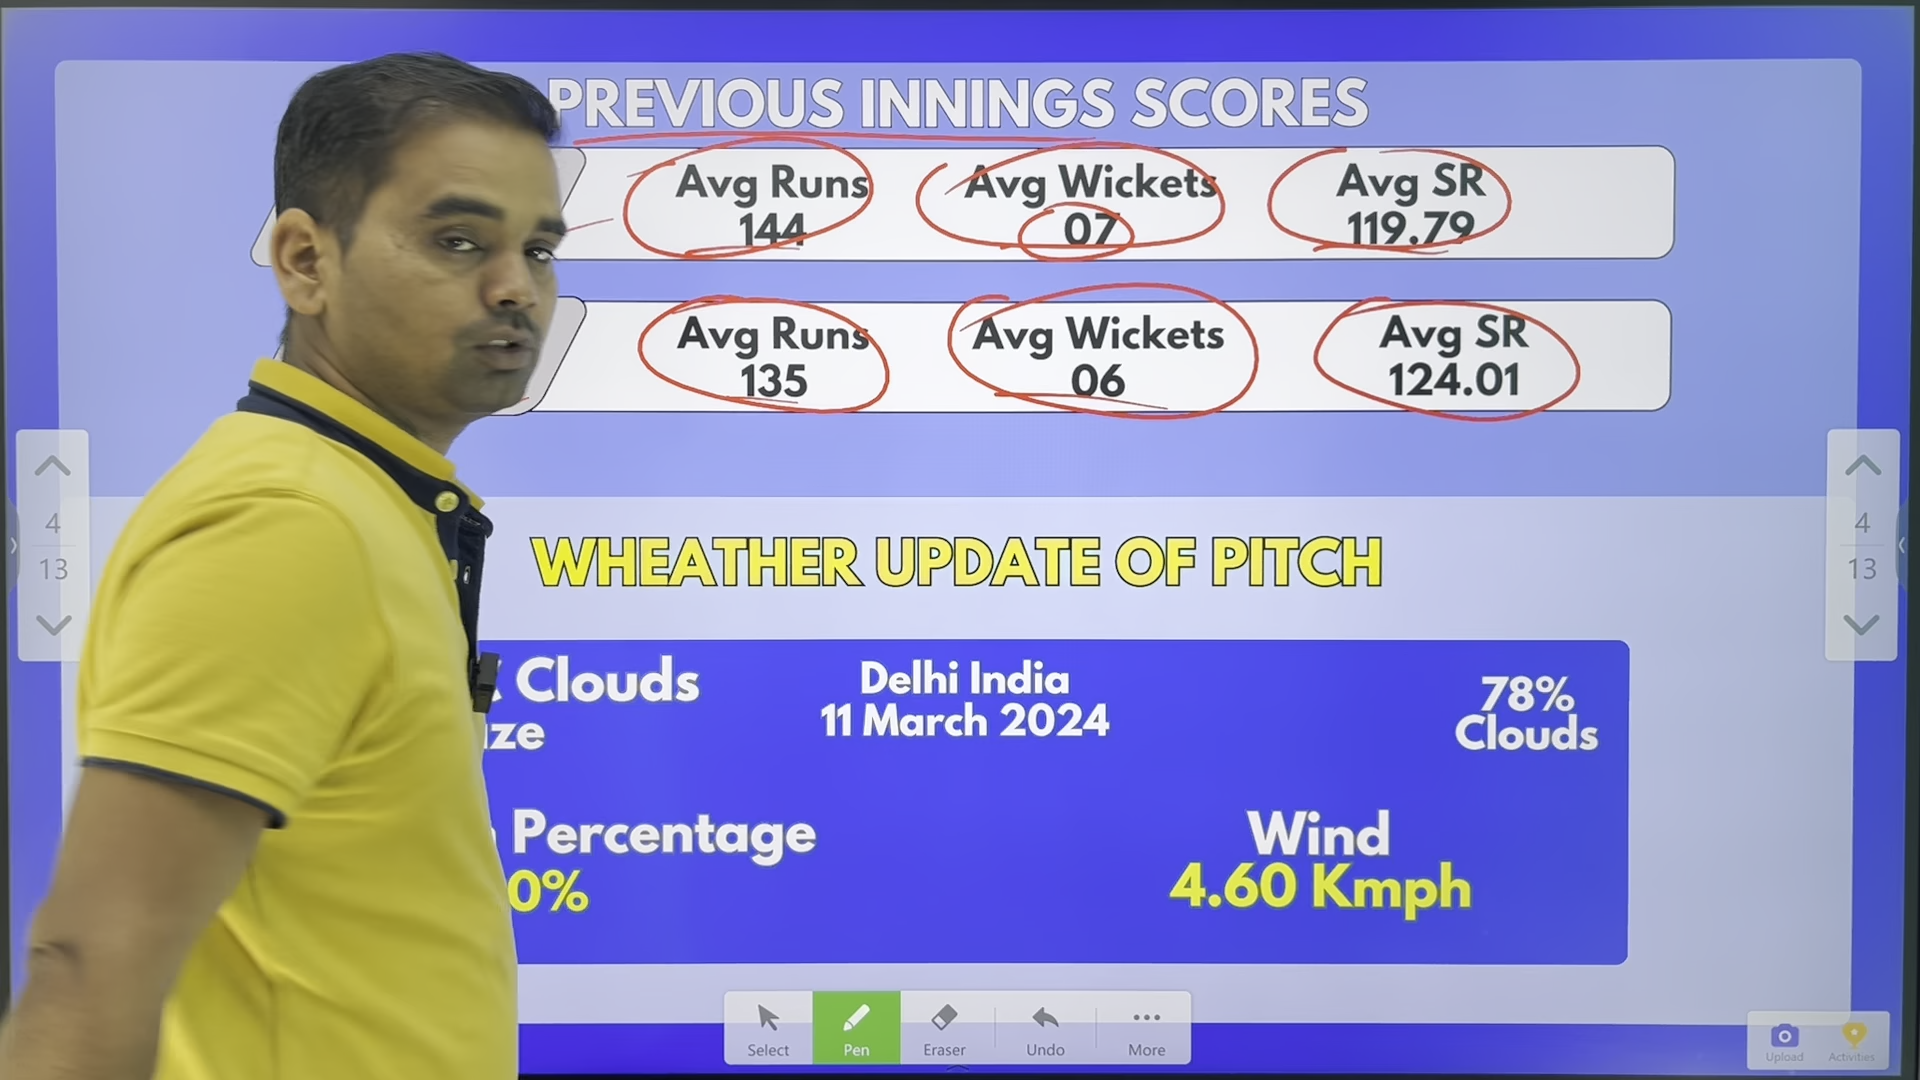 PREVIOUS INNINGS SCORES
Avg Runs
144
Avg Wickets
07
Avg SR
119.79
Avg Runs
135
Avg Wickets
06
Avg SR
124.01
4
13
4
13
WHEATHER UPDATE OF PITCH
Clouds
Delhi India
11 March 2024
78%
Clouds
Percentage
0%
Wind
4.60 Kmph
Select
Pen
Eraser
Undo
More
Upload
Activities